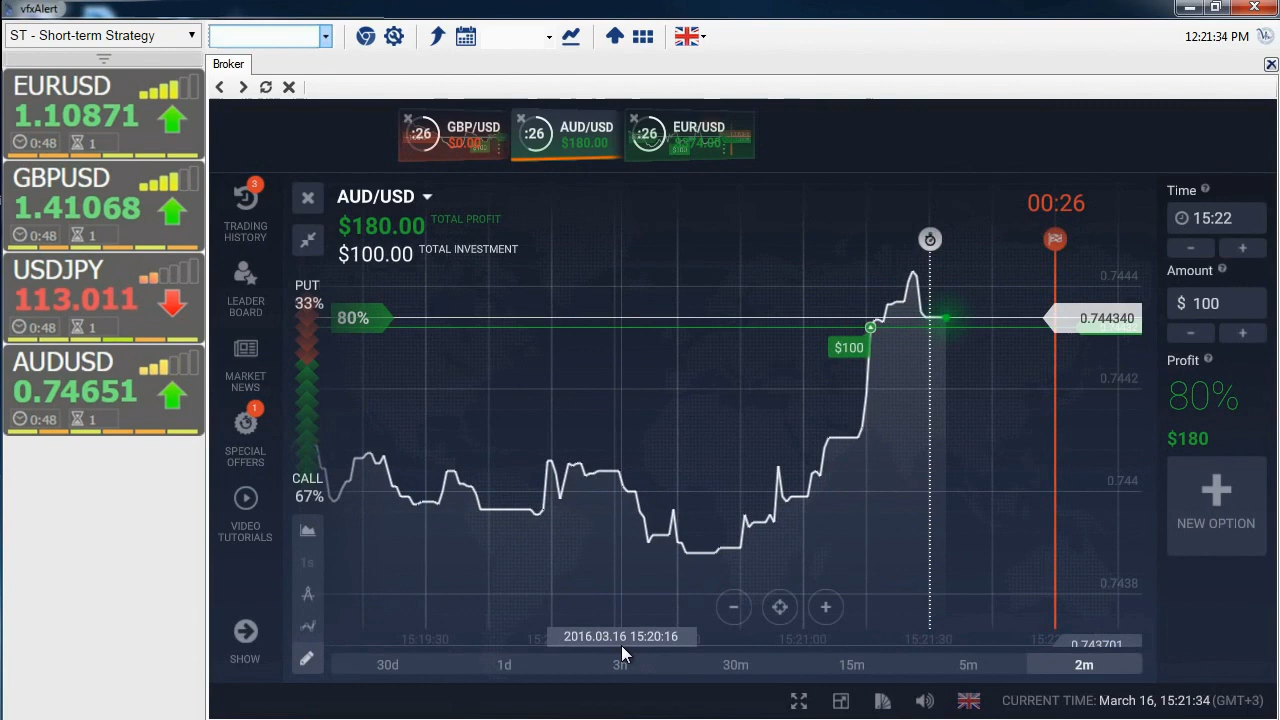 vfxAlert
ST - Short-term Strategy
12:21:34 PM
Broker
EURUSD
1.10871
0:48
1
GBPUSD
1.41068
0:48
1
USDJPY
113.011
0:48
1
AUDUSD
0.74651
0:48
1
:26
GBP/USD
$0.00
:26
AUD/USD
$180.00
:26
EUR/USD
3
TRADING
HISTORY
LEADER
BOARD
MARKET
NEWS
1
SPECIAL
OFFERS
VIDEO
TUTORIALS
SHOW
AUD/USD
$180.00 TOTAL PROFIT
$100.00 TOTAL INVESTMENT
PUT
33%
80%
CALL
67%
1s
$100
00:26
0.7444
0.744340
0.7442
0.744
0.7438
0.743701
15:19:30
2016.03.16 15:20:16
15:21:00
15:21:30
30d
1d
3h
30m
15m
5m
2m
Time
15:22
-
+
Amount
$ 100
-
+
Profit
80%
$180
+
NEW OPTION
CURRENT TIME: March 16, 15:21:34 (GMT+3)